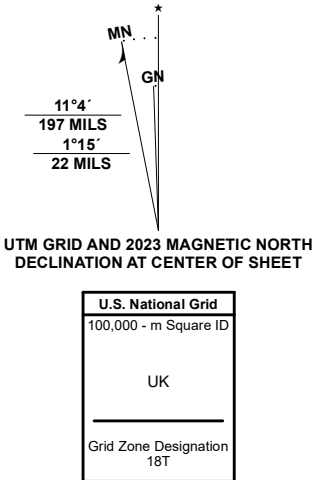 MN
GN
11°4´
197 MILS
1°15´
22 MILS
UTM GRID AND 2023 MAGNETIC NORTH
DECLINATION AT CENTER OF SHEET
U.S. National Grid
100,000 - m Square ID
UK
Grid Zone Designation
18T